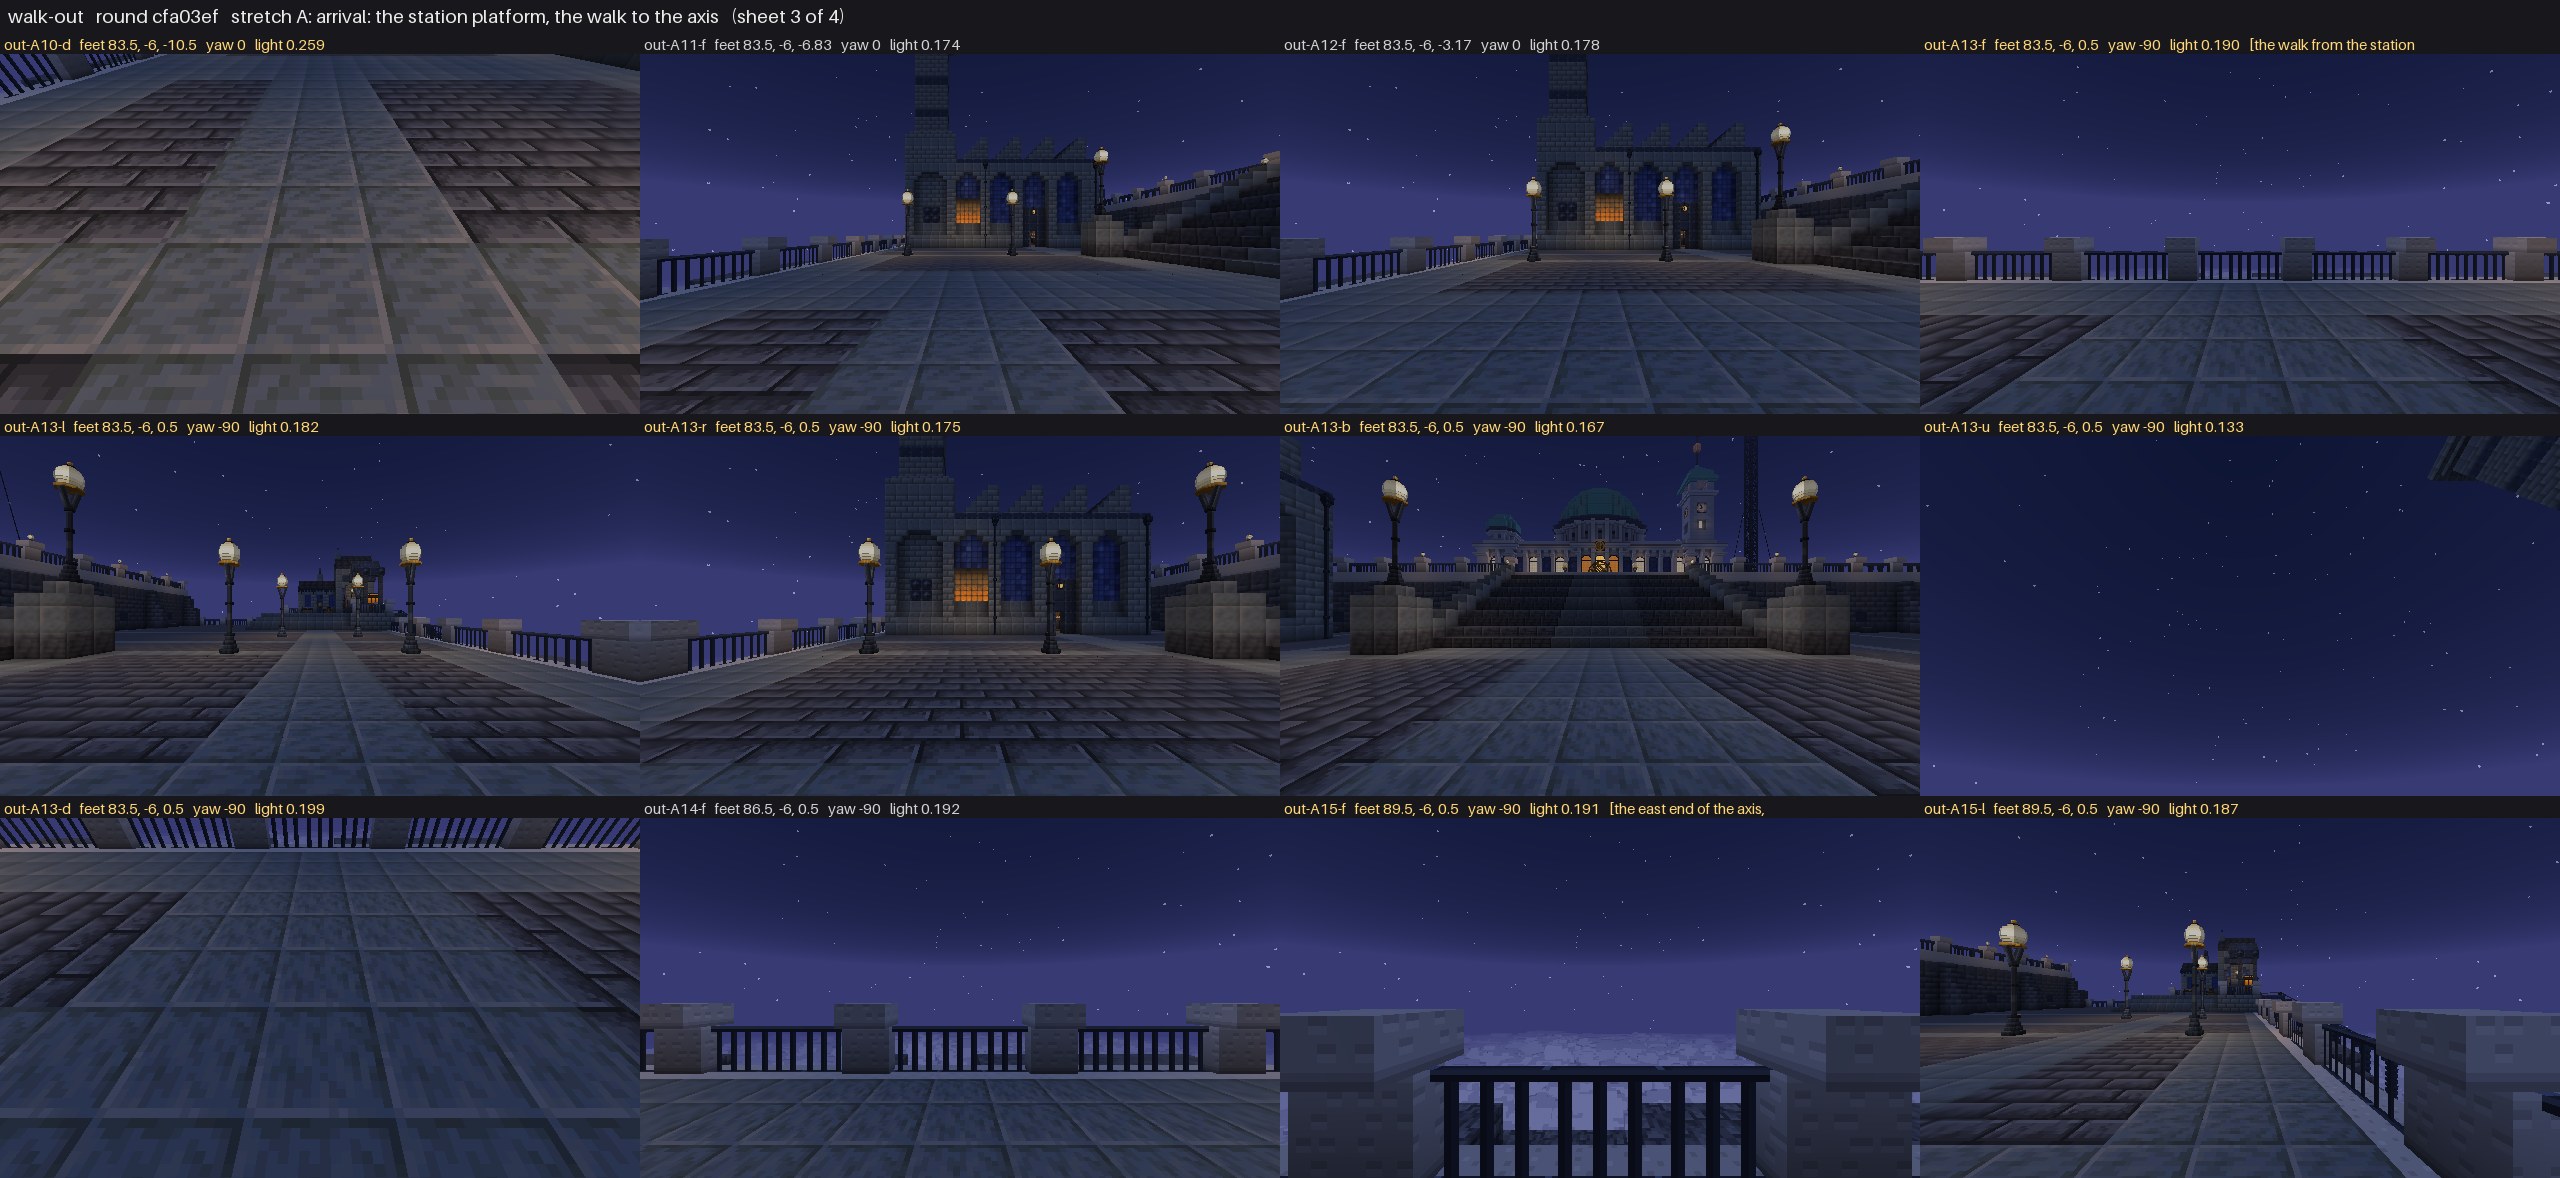 walk-out round cfa03ef stretch A: arrival: the station platform, the walk to the axis (sheet 3 of 4)
out-A10-d feet 83.5, -6, -10.5 yaw 0 light 0.259
out-A11-f feet 83.5, -6, -6.83 yaw 0 light 0.174
out-A12-f feet 83.5, -6, -3.17 yaw 0 light 0.178
out-A13-f feet 83.5, -6, 0.5 yaw -90 light 0.190 [the walk from the station
out-A13-l feet 83.5, -6, 0.5 yaw -90 light 0.182
out-A13-r feet 83.5, -6, 0.5 yaw -90 light 0.175
out-A13-b feet 83.5, -6, 0.5 yaw -90 light 0.167
out-A13-u feet 83.5, -6, 0.5 yaw -90 light 0.133
out-A13-d feet 83.5, -6, 0.5 yaw -90 light 0.199
out-A14-f feet 86.5, -6, 0.5 yaw -90 light 0.192
out-A15-f feet 89.5, -6, 0.5 yaw -90 light 0.191 [the east end of the axis,
out-A15-l feet 89.5, -6, 0.5 yaw -90 light 0.187